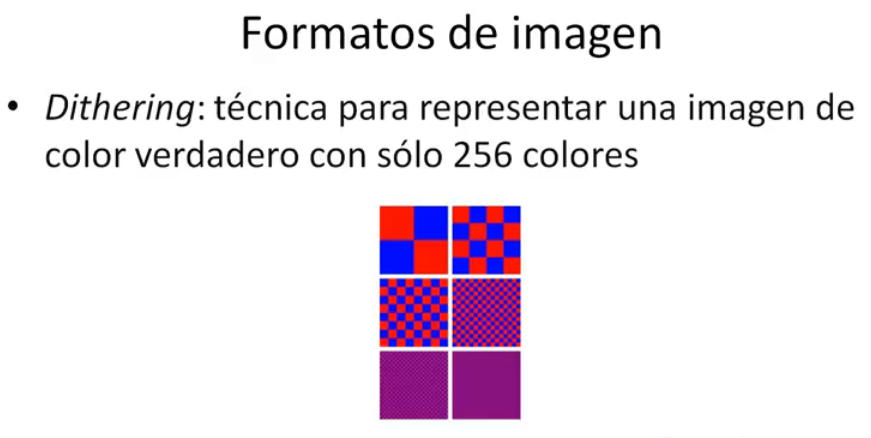 Formatos de imagen
• Dithering: técnica para representar una imagen de
color verdadero con sólo 256 colores